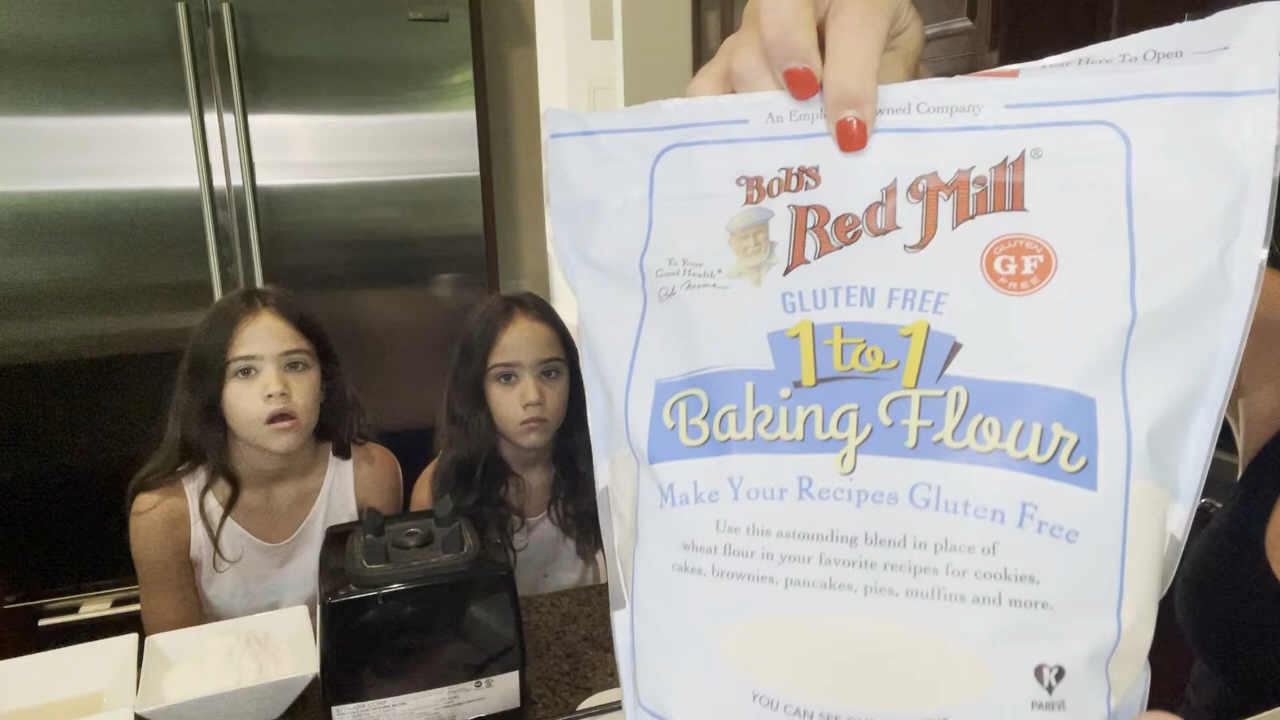 Tear Here To Open
An Empl wned Company
Bob's
Red Mill®
To Your
Good Health®
GLUTEN
GF
FREE
GLUTEN FREE
1 to 1
Baking Flour
Make Your Recipes Gluten Free
Use this astounding blend in place of
wheat flour in your favorite recipes for cookies,
cakes, brownies, pancakes, pies, muffins and more.
K
PAREVE
YOU CAN SEE